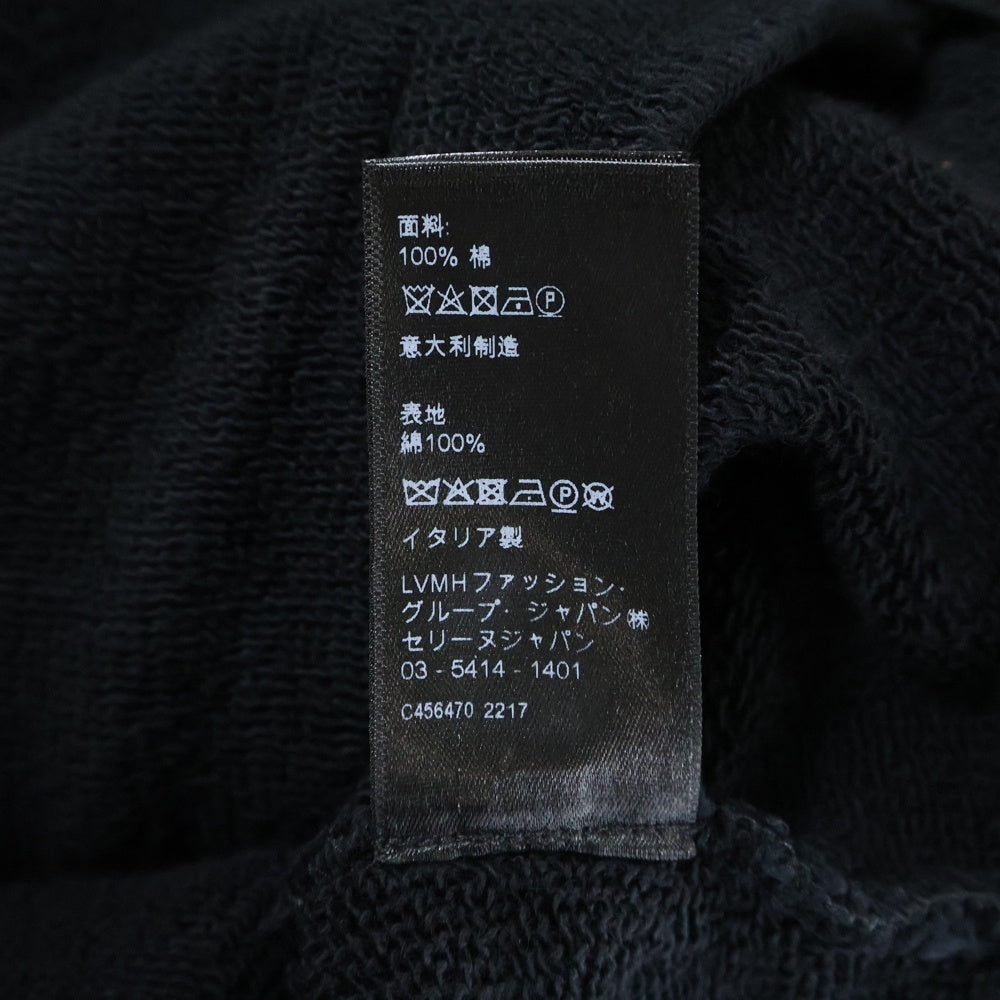 面料:
100% 棉
P
意大利制造
表地
綿100%
P W
イタリア製
LVMHファッション・
グループ・ジャパン㈱
セリーヌジャパン
03 - 5414 - 1401
C456470 2217